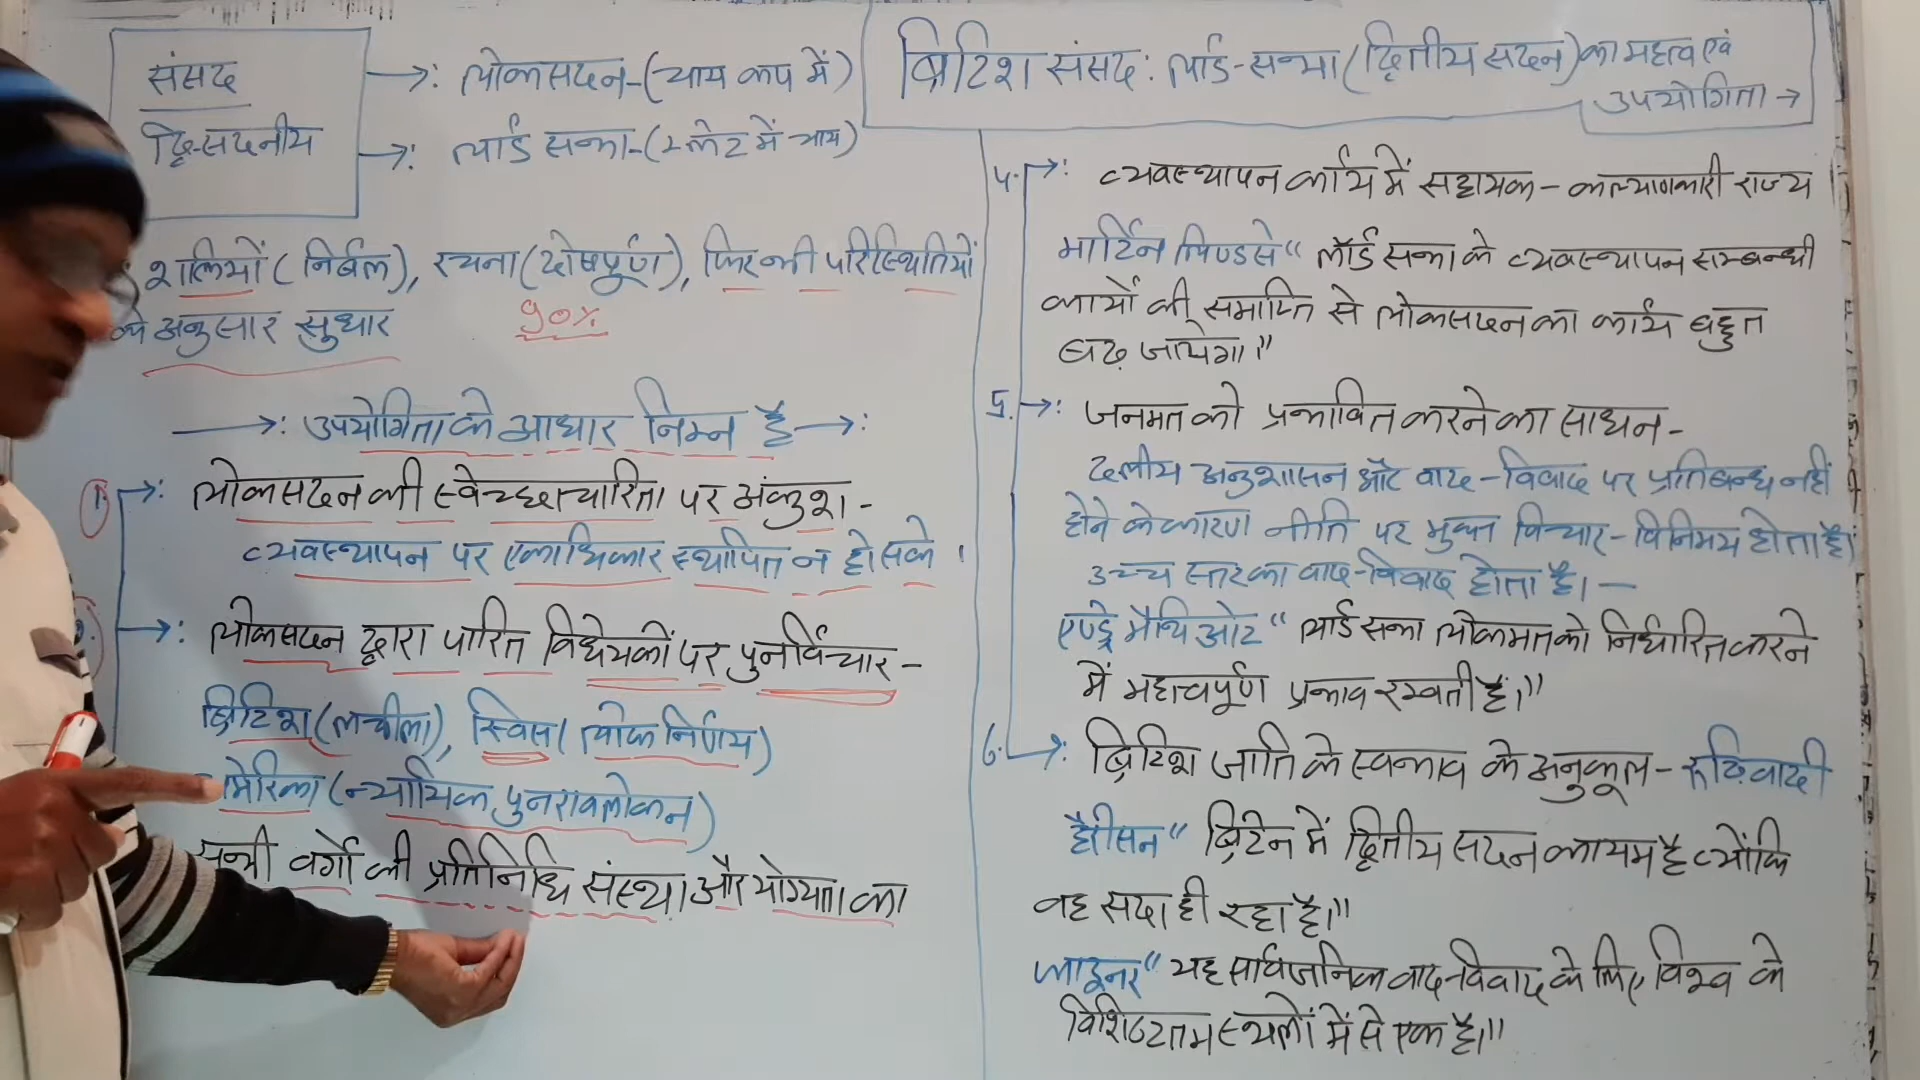 संसद
द्वि-सदनीय
→: लोकसदन-(चाय कप में)
→: लार्ड सभा-(प्लेट में चाय)
ब्रिटिश संसद: लार्ड-सभा (द्वितीय सदन) का महत्व एवं
उपयोगिता →
शक्तियों (निर्बल), रचना (दोषपूर्ण), फिर भी परिस्थितियों
के अनुसार सुधार
90%
→: उपयोगिता के आधार निम्न है →:
1. →: लोकसदन की स्वेच्छाचारिता पर अंकुश-
व्यवस्थापन पर एकाधिकार स्थापित न हो सके।
→: लोकसदन द्वारा पारित विधेयकों पर पुनर्विचार-
ब्रिटिश (लचीला), स्विस (लोक निर्णय)
अमेरिका (न्यायिक पुनरावलोकन)
सभी वर्गों की प्रतिनिधि संस्था और योग्यता का
4. →: व्यवस्थापन कार्य में सहायक- कल्याणकारी राज्य
मार्टिन लिण्डसे "लॉर्ड सभा के व्यवस्थापन सम्बन्धी
कार्यों की समाप्ति से लोकसदन का कार्य बहुत
बढ़ जायेगा।"
5. →: जनमत को प्रभावित करने का साधन-
दलीय अनुशासन और वाद-विवाद पर प्रतिबन्ध नहीं
होने के कारण नीति पर मुक्त विचार-विनिमय होता है।
उच्च स्तर का वाद-विवाद होता है।-
एण्ड्रे मैथिओट "लार्ड सभा लोकमत को निर्धारित करने
में महत्वपूर्ण प्रभाव रखती है।"
6. →: ब्रिटिश जाति के स्वभाव के अनुकूल- रूढ़िवादी
हैरीसन "ब्रिटेन में द्वितीय सदन कायम है क्योंकि
वह सदा ही रहा है।"
फाइनर "यह सार्वजनिक वाद-विवाद के लिए विश्व के
विशिष्टतम स्थलों में से एक है।"